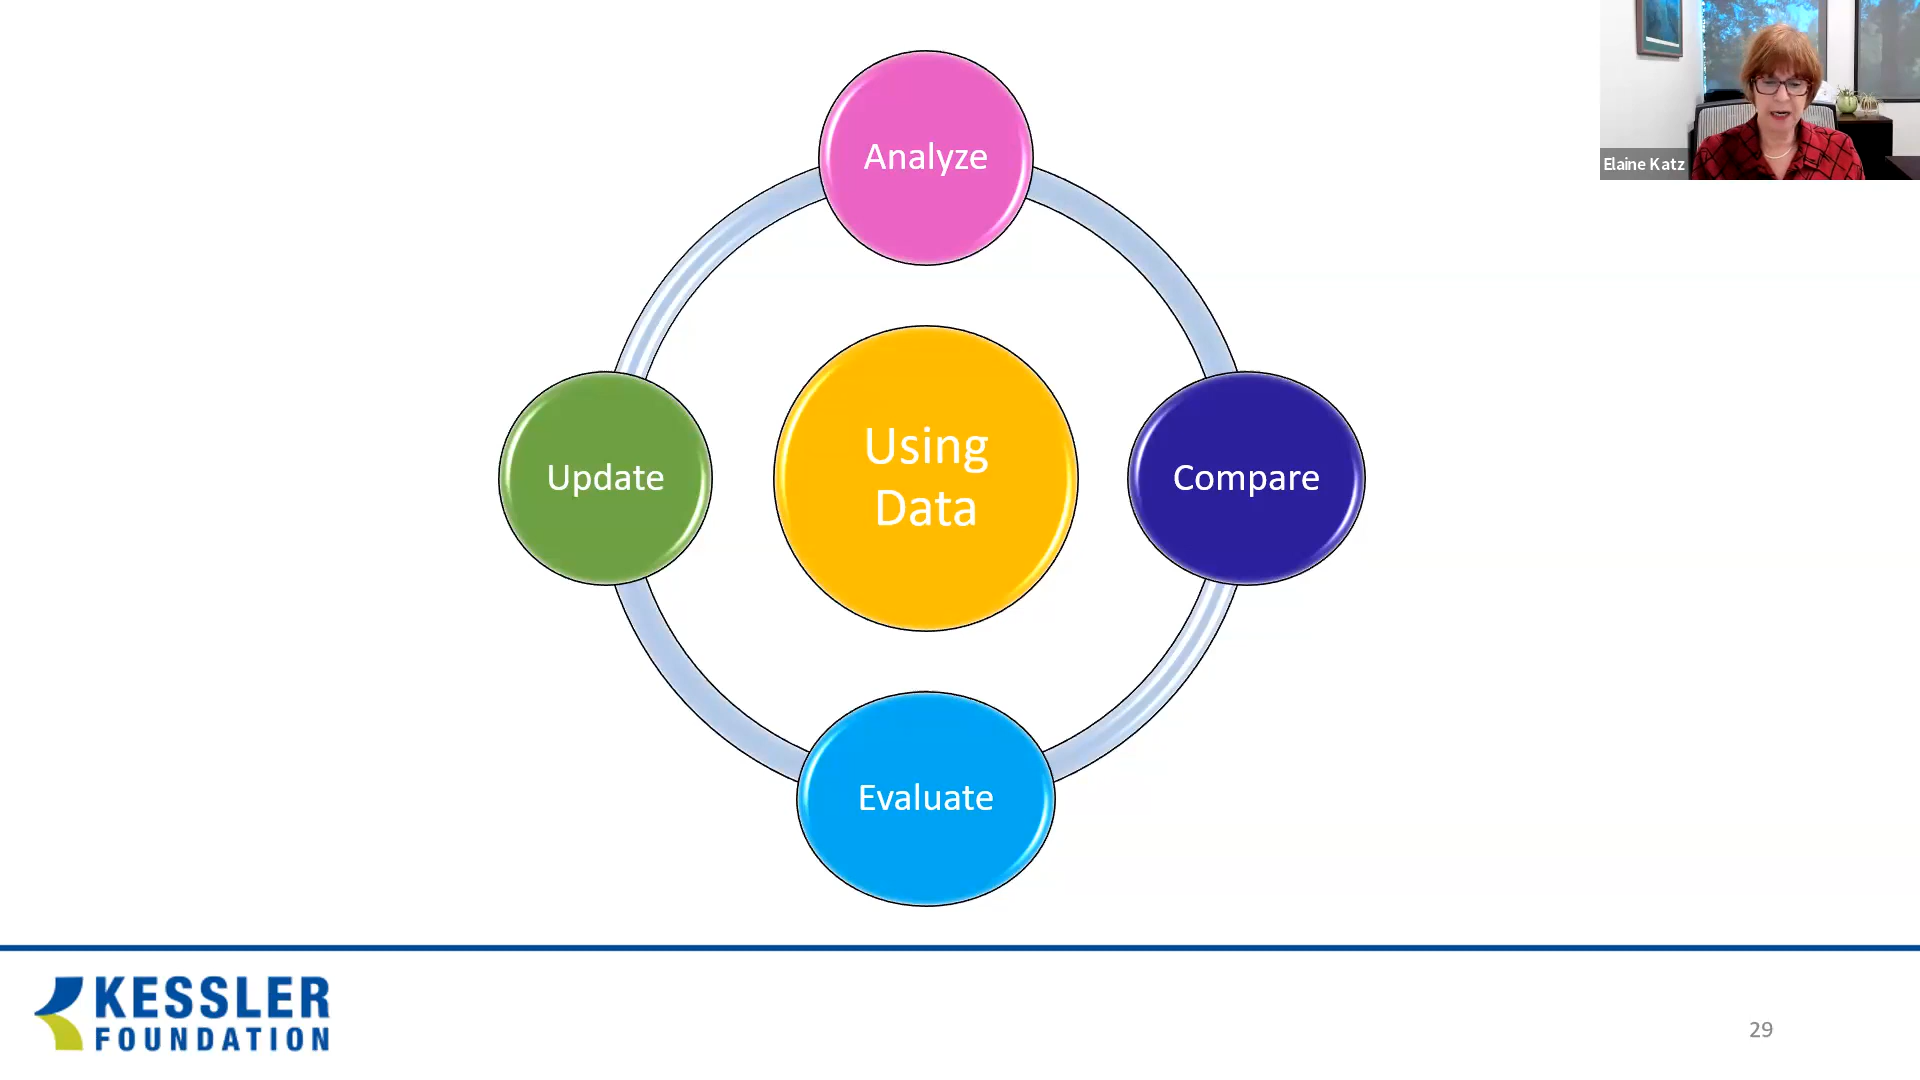 Analyze
Elaine Katz
Using
Data
Update
Compare
Evaluate
KESSLER
FOUNDATION
29